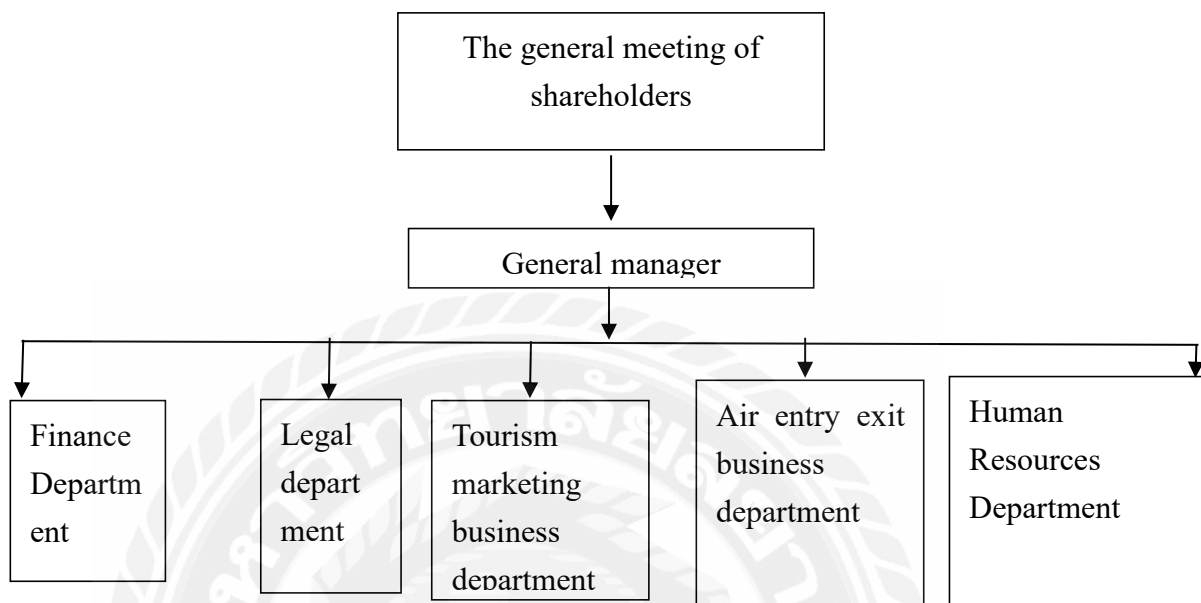 The general meeting of
shareholders
General manager
Finance
Departm
ent
Legal
depart
ment
Tourism
marketing
business
department
Air entry exit
business
department
Human
Resources
Department